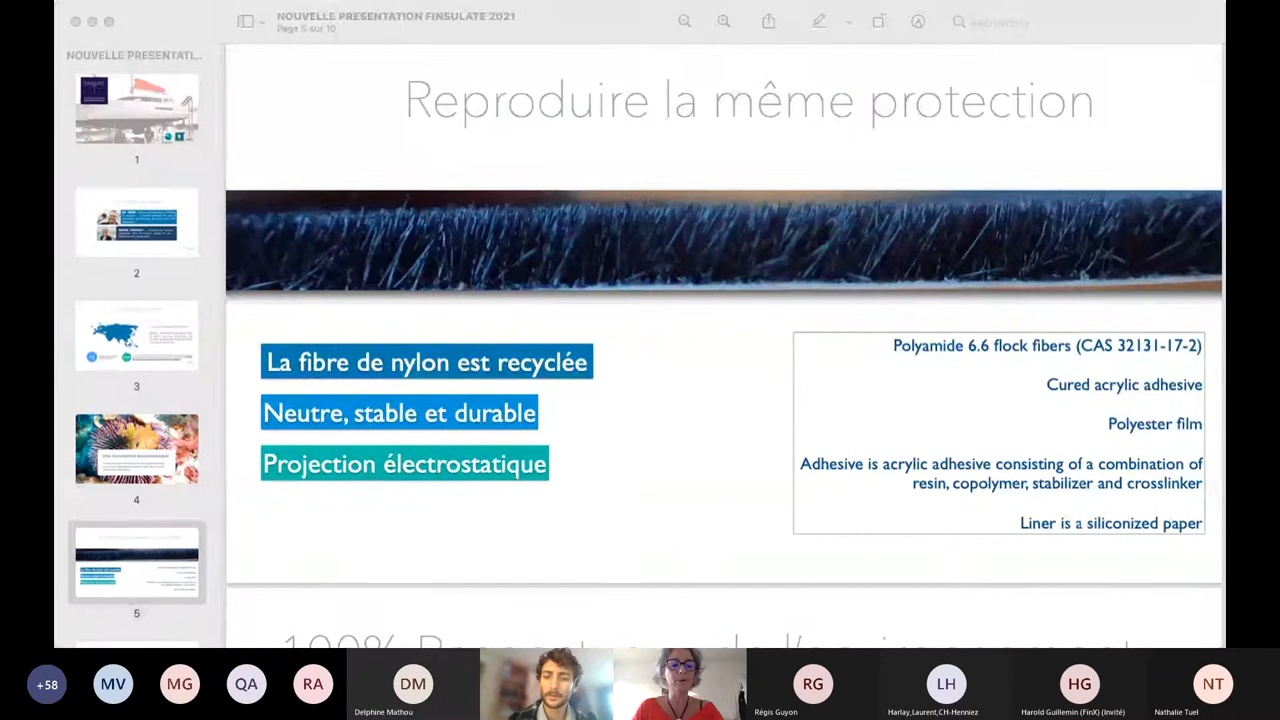 NOUVELLE PRESENTATION FINSULATE 2021
Page 5 sur 10
NOUVELLE PRESENTATI...
1
2
3
4
5
Reproduire la même protection
La fibre de nylon est recyclée
Neutre, stable et durable
Projection électrostatique
Polyamide 6.6 flock fibers (CAS 32131-17-2)
Cured acrylic adhesive
Polyester film
Adhesive is acrylic adhesive consisting of a combination of
resin, copolymer, stabilizer and crosslinker
Liner is a siliconized paper
+58
MV
MG
QA
RA
DM
RG
LH
HG
NT
Delphine Mathou
Régis Guyon
Harlay,Laurent,CH-Henniez
Harold Guillemin (FinX) (Invité)
Nathalie Tuel